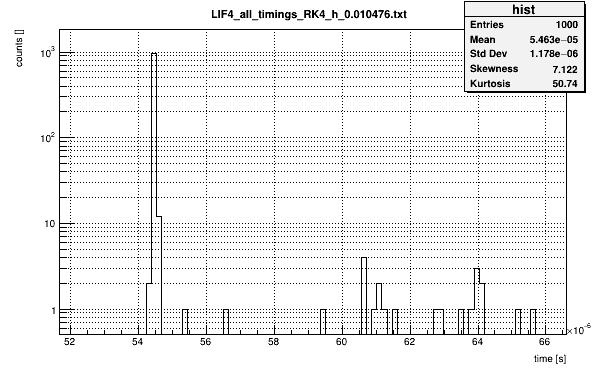 LIF4_all_timings_RK4_h_0.010476.txt
hist
Entries 1000
Mean 5.463e−05
Std Dev 1.178e−06
Skewness 7.122
Kurtosis 50.74
counts []
10³
10²
10
1
52 54 56 58 60 62 64 66
×10⁻⁶
time [s]